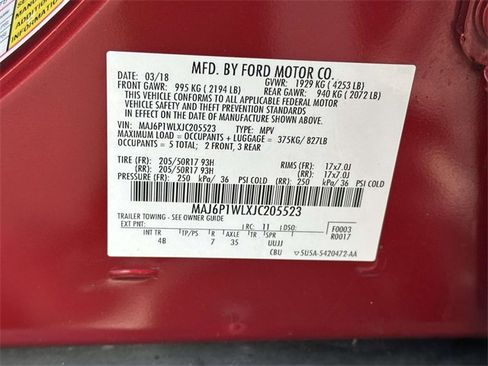 MFD. BY FORD MOTOR CO.
03/18 GVWR: 1929 KG ( 4253 LB)
FRONT GAWR: 995 KG ( 2194 LB) REAR GAWR: 940 KG ( 2072 LB)
THIS VEHICLE CONFORMS TO ALL APPLICABLE FEDERAL MOTOR
VEHICLE SAFETY AND THEFT PREVENTION STANDARDS
IN EFFECT ON THE DATE OF MANUFACTURE SHOWN ABOVE.
VIN: MAJ6P1WLXJC205523 TYPE: MPV
MAXIMUM LOAD = OCCUPANTS + LUGGAGE = 375KG/ 827LB
OCCUPANTS = 5 TOTAL; 2 FRONT, 3 REAR
TIRE (FR): 205/50R17 93H RIMS (FR): 17x7.0J
(RR): 205/50R17 93H (RR): 17x7.0J
PRESSURE (FR): 250 kPa/ 36 PSI COLD (RR): 250 kPa/ 36 PSI COLD
MAJ6P1WLXJC205523
TRAILER TOWING - SEE OWNER GUIDE
EXT PNT: RC: 11 DSO: F0003
R0017
INT TR TP/PS R AXLE TR SPR
4B 7 35 UUJJ
CBU 5U5A-5420472-AA